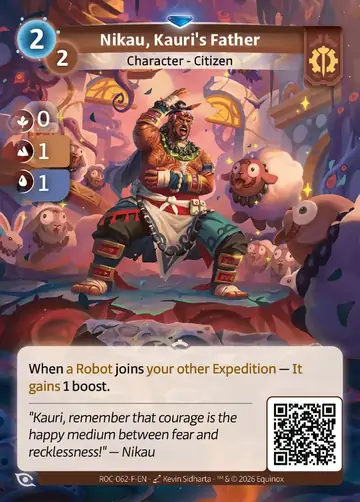 2
2
Nikau, Kauri's Father
Character - Citizen
0
1
1
When a Robot joins your other Expedition — It
gains 1 boost.
"Kauri, remember that courage is the
happy medium between fear and
recklessness!" — Nikau
ROC-062-F-EN - Kevin Sidharta - ™ & © 2026 Equinox